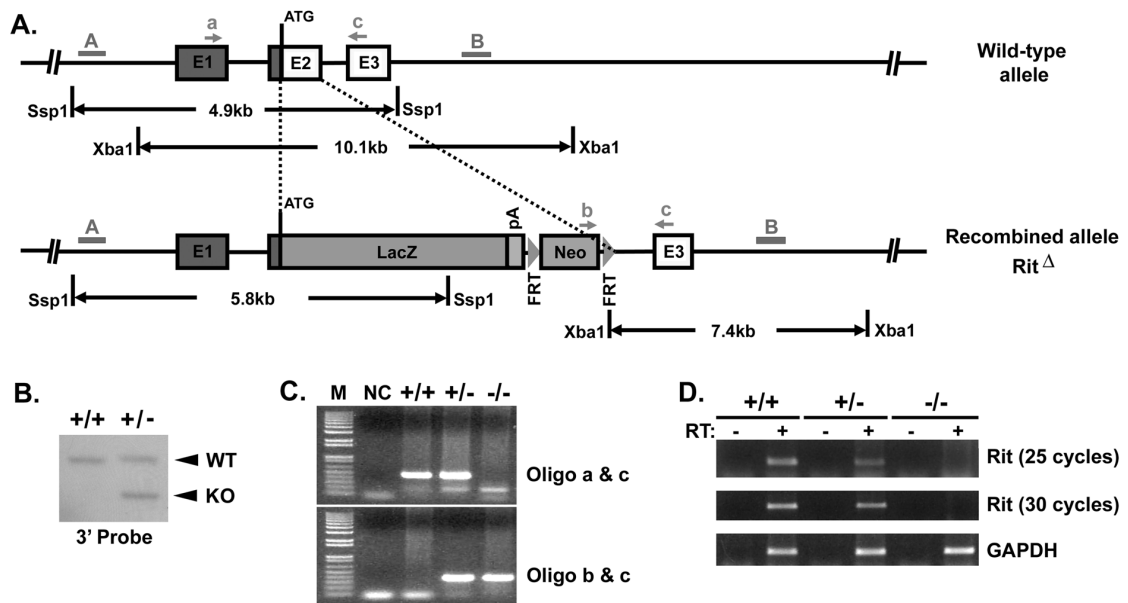 A.
A
a
E1
ATG
E2
c
E3
B
Wild-type
allele
Ssp1
4.9kb
Ssp1
Xba1
10.1kb
Xba1
A
E1
ATG
LacZ
pA
FRT
b
Neo
FRT
c
E3
B
Recombined allele
Rit Δ
Ssp1
5.8kb
Ssp1
Xba1
7.4kb
Xba1
B.
+/+ +/-
WT
KO
3' Probe
C.
M NC +/+ +/- -/-
Oligo a & c
Oligo b & c
D.
+/+ +/- -/-
RT: - + - + - +
Rit (25 cycles)
Rit (30 cycles)
GAPDH